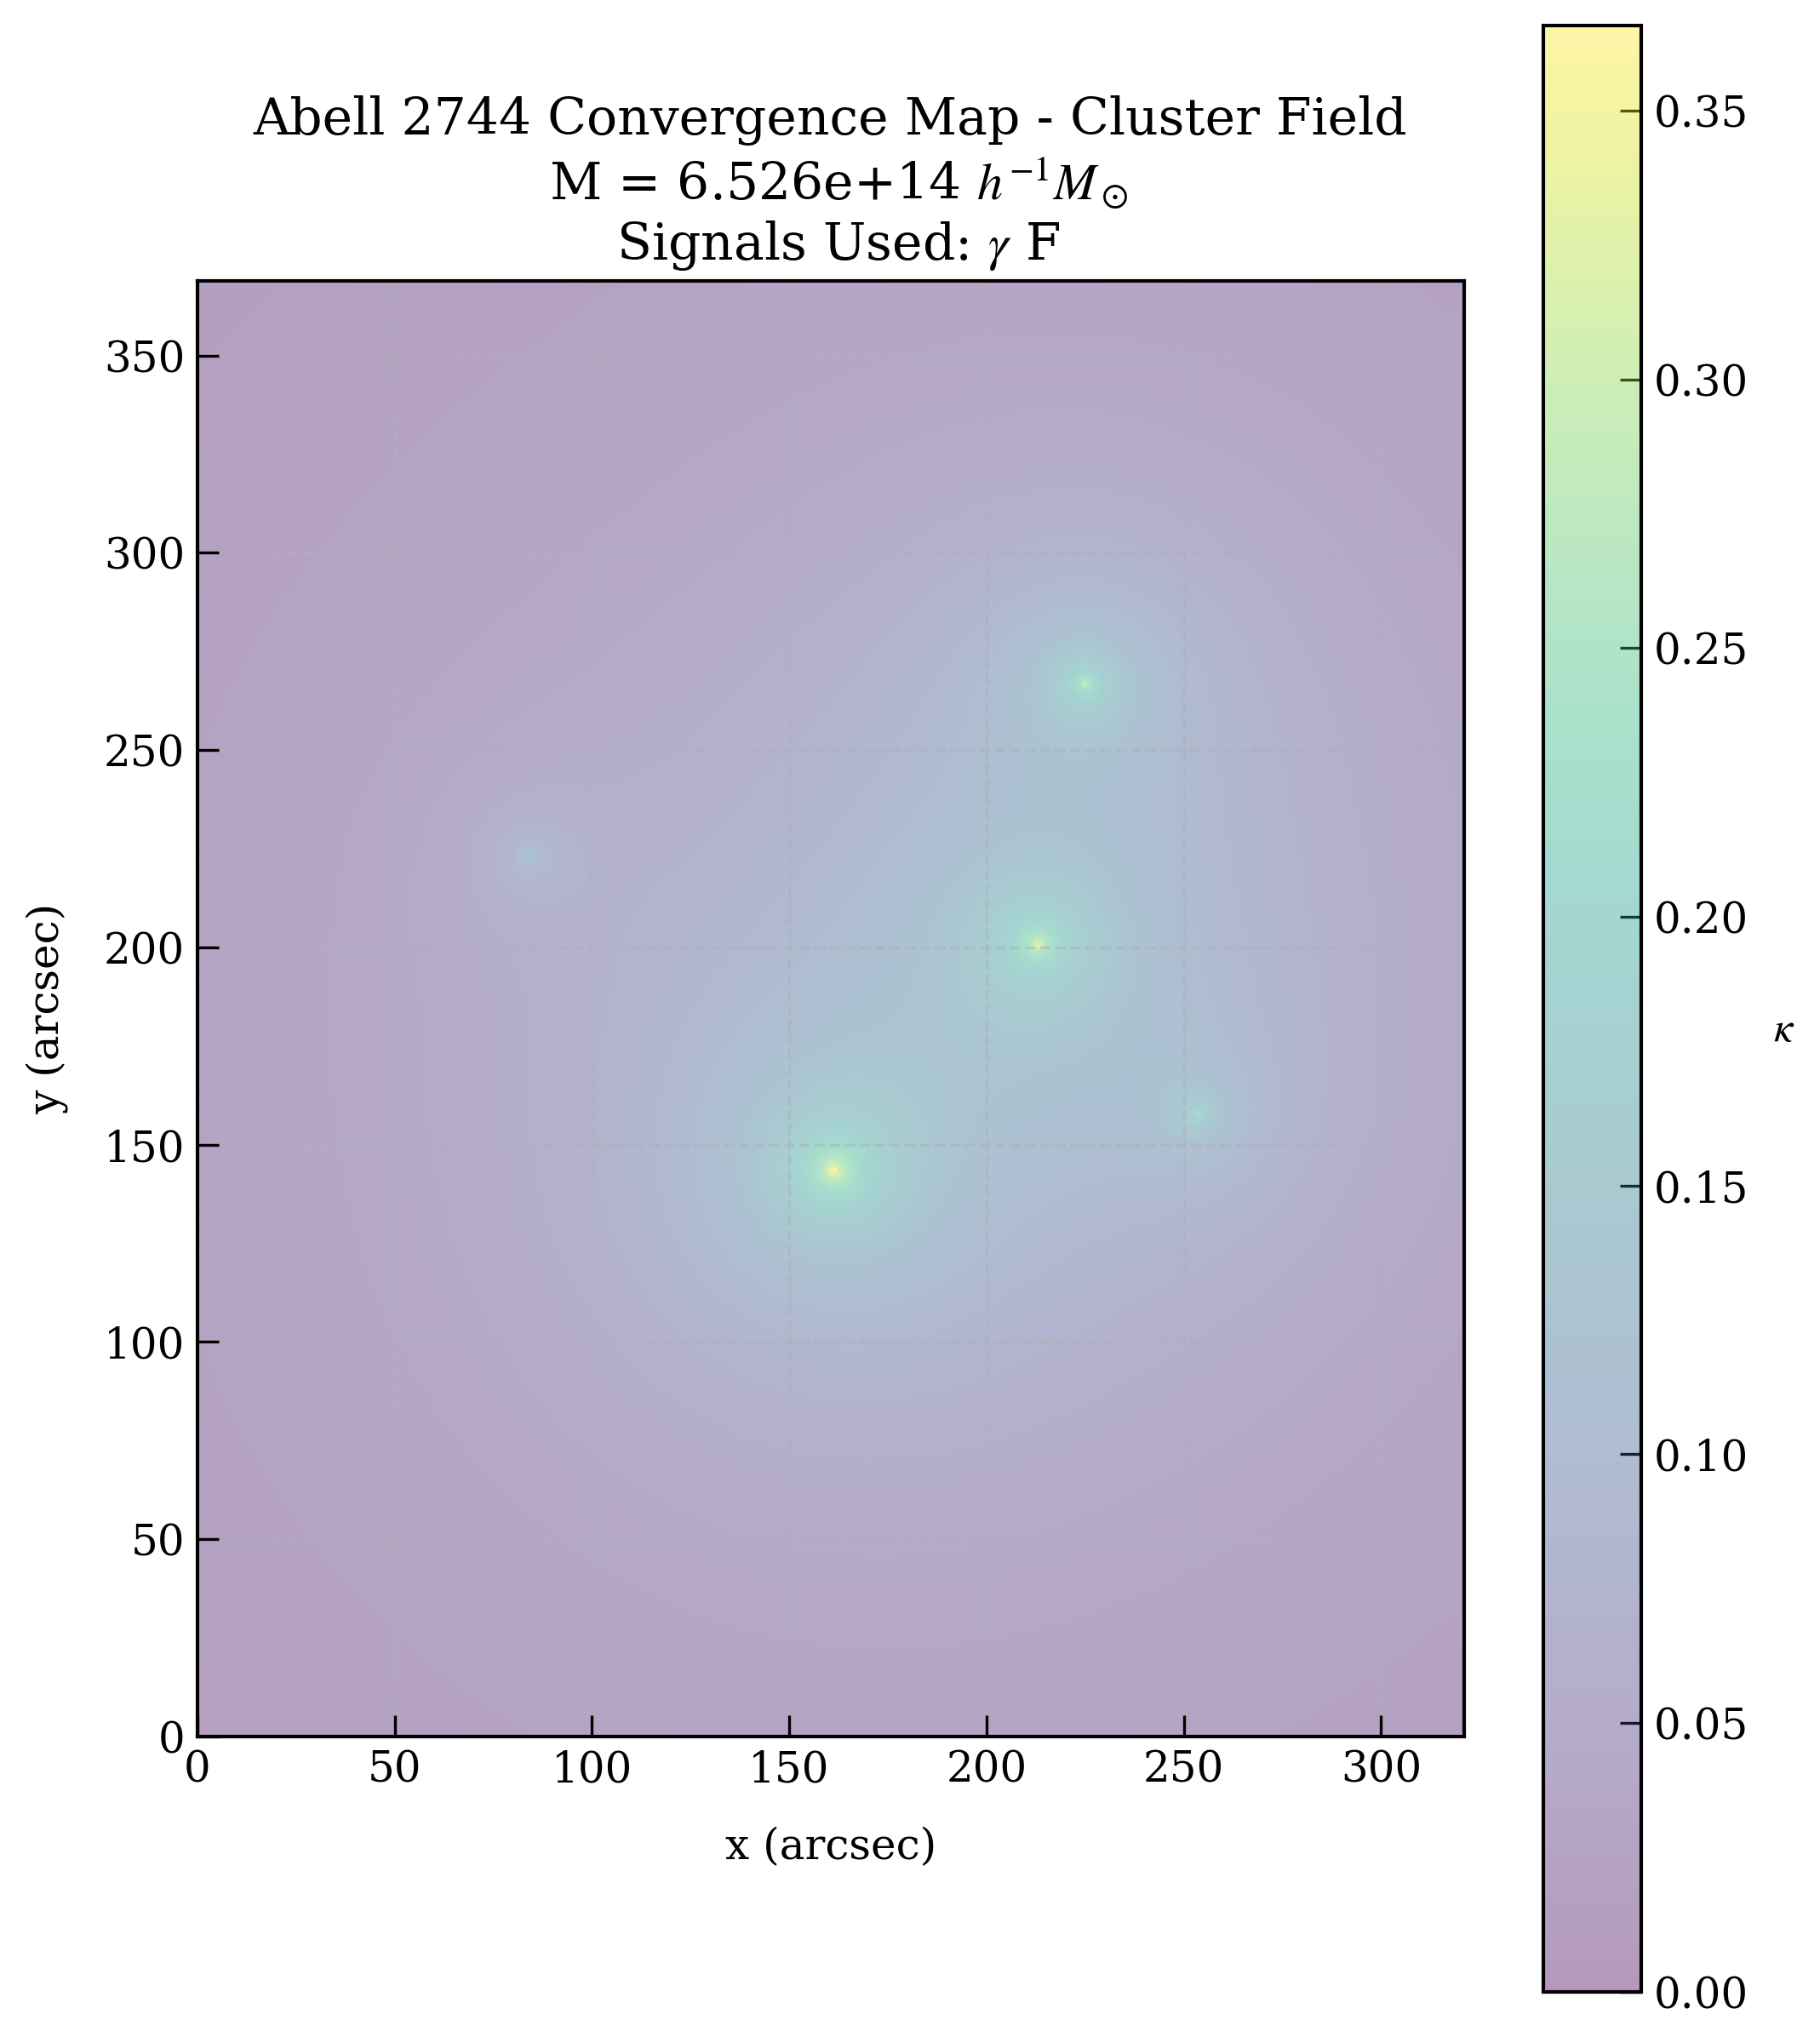 Abell 2744 Convergence Map - Cluster Field
M = 6.526e+14 h⁻¹M☉
Signals Used: γ F
y (arcsec)
350
300
250
200
150
100
50
0
0 50 100 150 200 250 300
x (arcsec)
0.35
0.30
0.25
0.20
0.15
0.10
0.05
0.00
κ